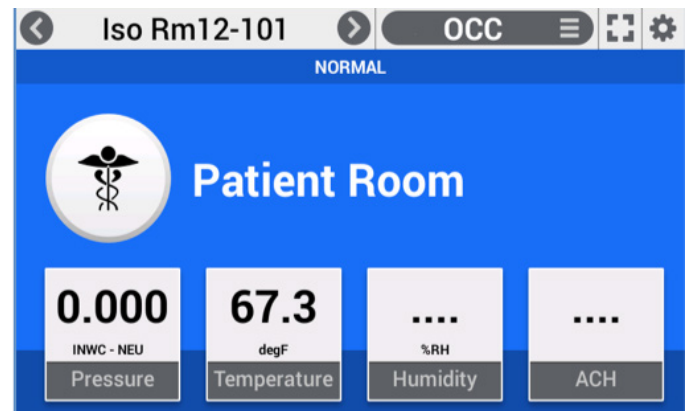 Iso Rm12-101 OCC
NORMAL
Patient Room
0.000 67.3 .... ....
INWC - NEU degF %RH
Pressure Temperature Humidity ACH